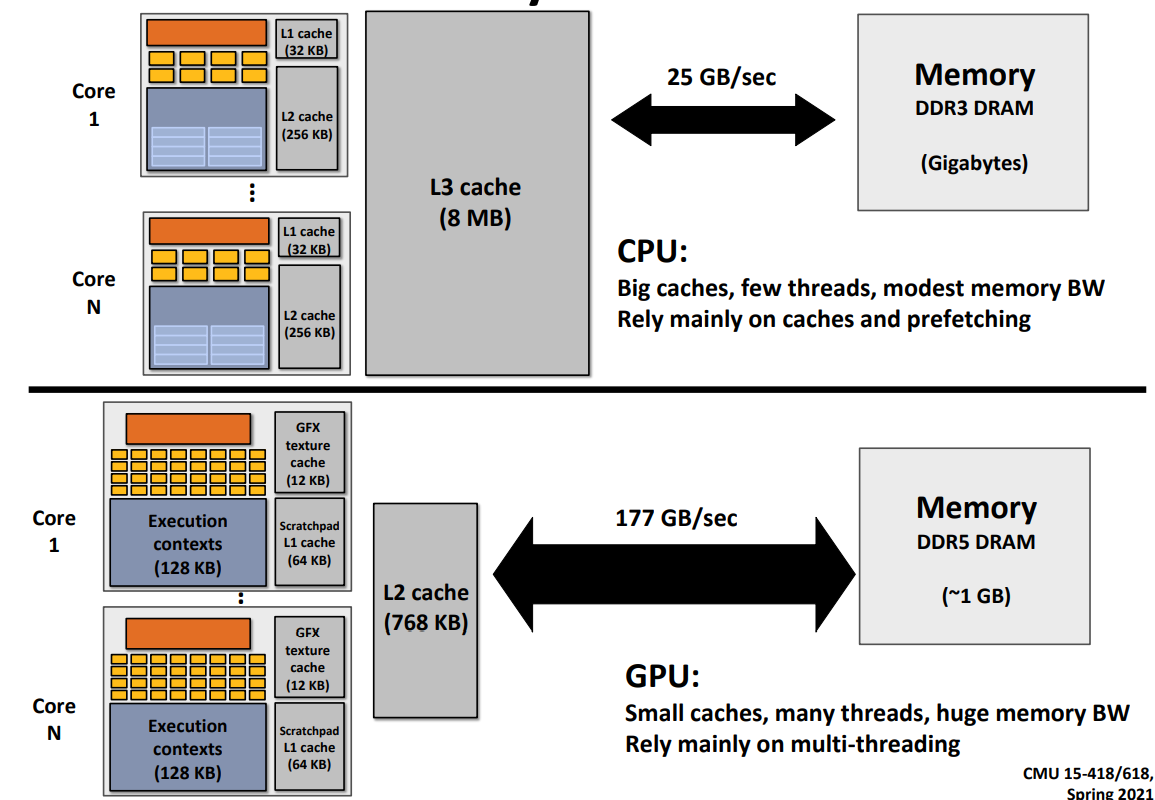 L1 cache
(32 KB)
Core
1
L2 cache
(256 KB)
L1 cache
(32 KB)
Core
N
L2 cache
(256 KB)
L3 cache
(8 MB)
25 GB/sec
Memory
DDR3 DRAM
(Gigabytes)
CPU:
Big caches, few threads, modest memory BW
Rely mainly on caches and prefetching
GFX
texture
cache
(12 KB)
Core
1
Execution
contexts
(128 KB)
Scratchpad
L1 cache
(64 KB)
GFX
texture
cache
(12 KB)
Core
N
Execution
contexts
(128 KB)
Scratchpad
L1 cache
(64 KB)
L2 cache
(768 KB)
177 GB/sec
Memory
DDR5 DRAM
(~1 GB)
GPU:
Small caches, many threads, huge memory BW
Rely mainly on multi-threading
CMU 15-418/618,
Spring 2021